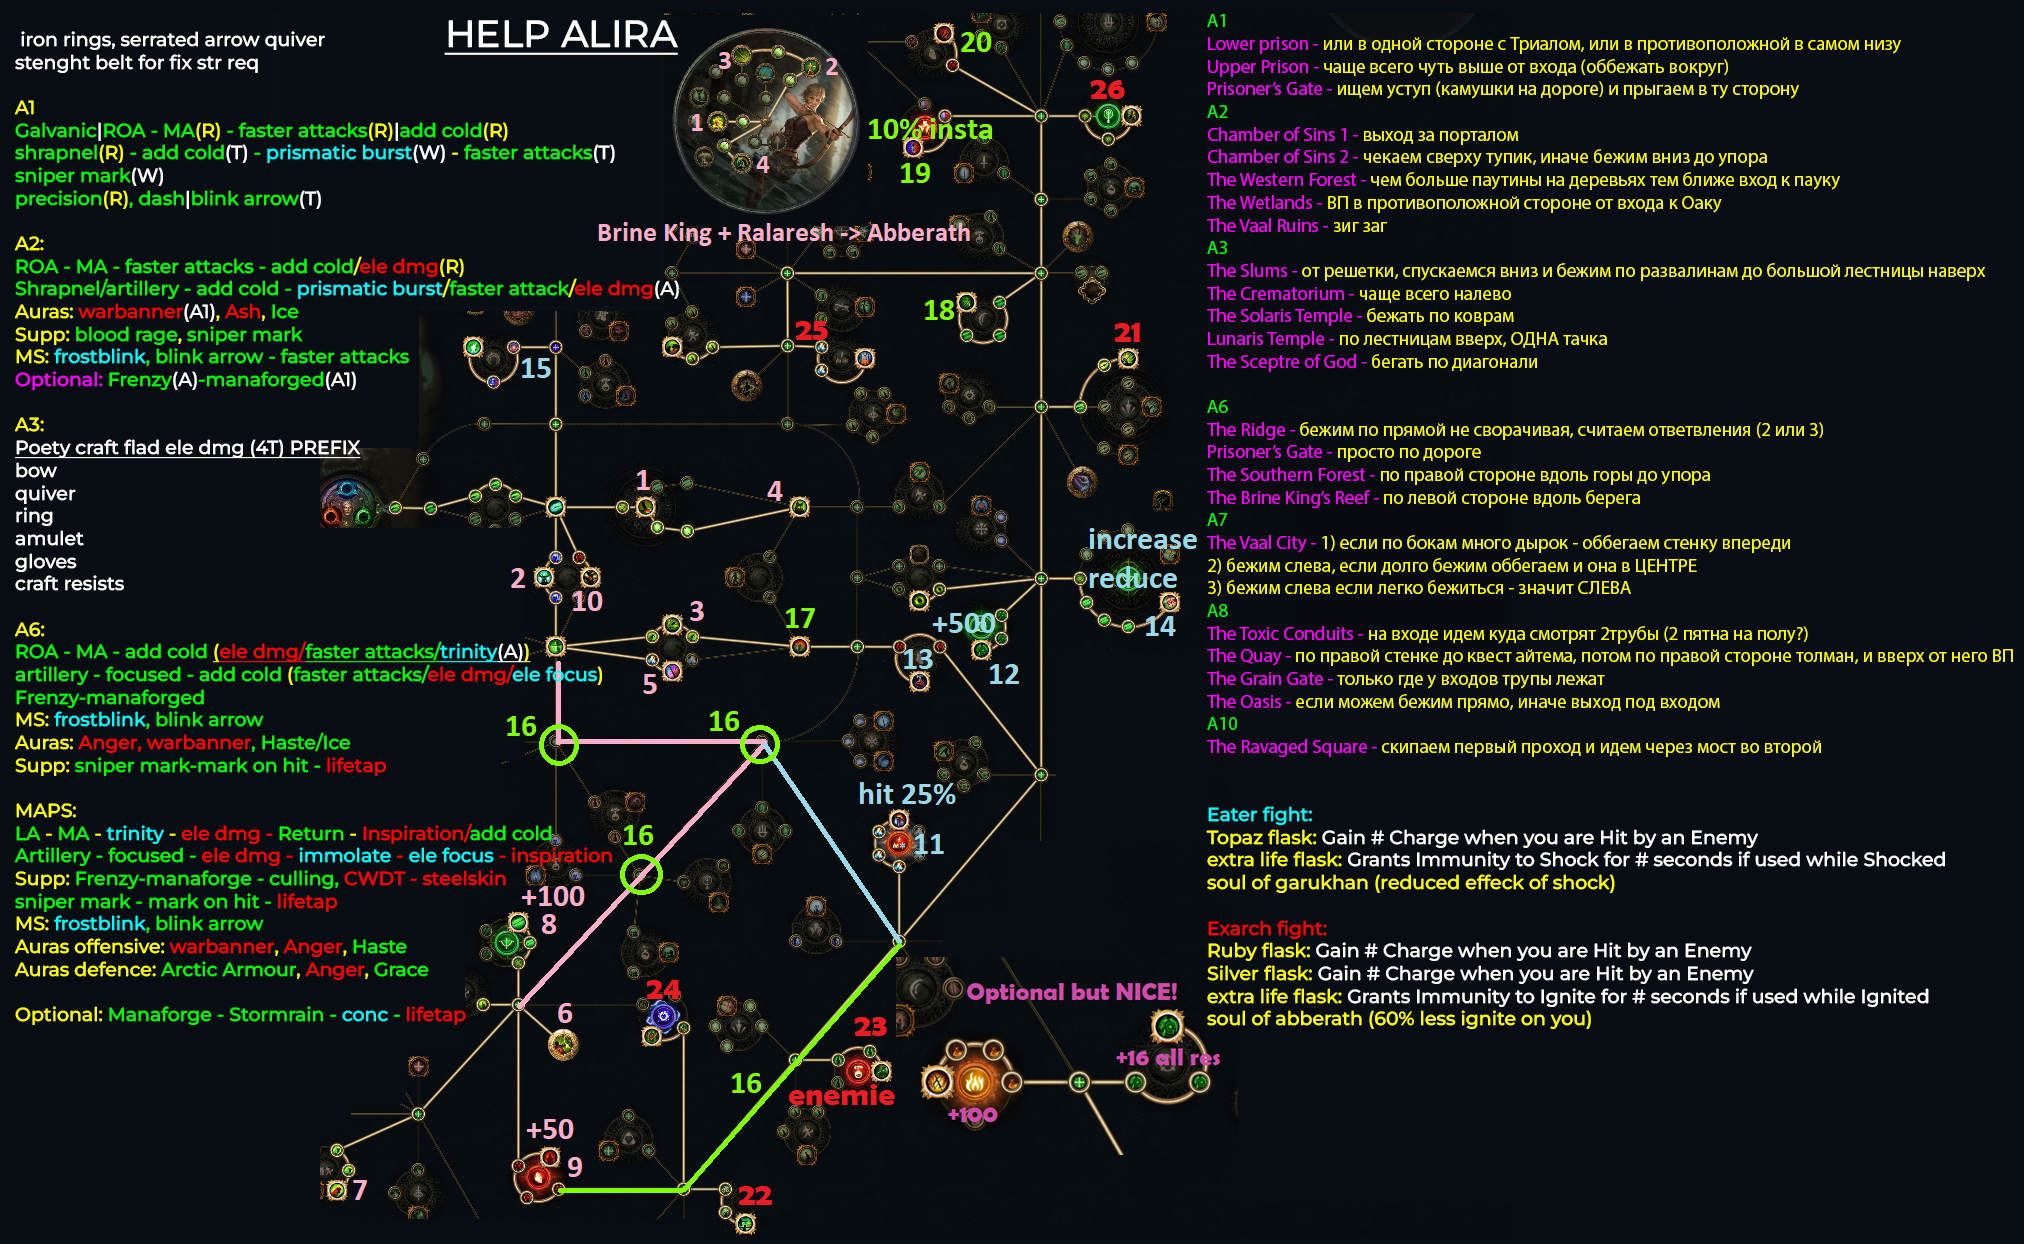 iron rings, serrated arrow quiver
stenght belt for fix str req
A1
Galvanic|ROA - MA(R) - faster attacks(R)|add cold(R)
shrapnel(R) - add cold(T) - prismatic burst(W) - faster attacks(T)
sniper mark(W)
precision(R), dash|blink arrow(T)
A2:
ROA - MA - faster attacks - add cold/ele dmg(R)
Shrapnel/artillery - add cold - prismatic burst/faster attack/ele dmg(A)
Auras: warbanner(A1), Ash, Ice
Supp: blood rage, sniper mark
MS: frostblink, blink arrow - faster attacks
Optional: Frenzy(A)-manaforged(A1)
A3:
Poety craft flad ele dmg (4T) PREFIX
bow
quiver
ring
amulet
gloves
craft resists
A6:
ROA - MA - add cold (ele dmg/faster attacks/trinity(A))
artillery - focused - add cold (faster attacks/ele dmg/ele focus)
Frenzy-manaforged
MS: frostblink, blink arrow
Auras: Anger, warbanner, Haste/Ice
Supp: sniper mark-mark on hit - lifetap
MAPS:
LA - MA - trinity - ele dmg - Return - Inspiration/add cold
Artillery - focused - ele dmg - immolate - ele focus - inspiration
Supp: Frenzy-manaforge - culling, CWDT - steelskin
sniper mark - mark on hit - lifetap
MS: frostblink, blink arrow
Auras offensive: warbanner, Anger, Haste
Auras defence: Arctic Armour, Anger, Grace
Optional: Manaforge - Stormrain - conc - lifetap
HELP ALIRA
3
2
1
4
Brine King + Ralaresh -> Abberath
20
26
10% insta
19
18
25
21
15
1
4
increase
reduce
2
10
3
17
+500
14
13
12
5
16
16
hit 25%
16
11
+100
8
24
6
Optional but NICE!
23
+16 all res
16
enemie
+100
+50
9
7
22
A1
Lower prison - или в одной стороне с Триалом, или в противоположной в самом низу
Upper Prison - чаще всего чуть выше от входа (оббежать вокруг)
Prisoner's Gate - ищем уступ (камушки на дороге) и прыгаем в ту сторону
A2
Chamber of Sins 1 - выход за порталом
Chamber of Sins 2 - чекаем сверху тупик, иначе бежим вниз до упора
The Western Forest - чем больше паутины на деревьях тем ближе вход к пауку
The Wetlands - ВП в противоположной стороне от входа к Оаку
The Vaal Ruins - зиг заг
A3
The Slums - от решетки, спускаемся вниз и бежим по развалинам до большой лестницы наверх
The Crematorium - чаще всего налево
The Solaris Temple - бежать по коврам
Lunaris Temple - по лестницам вверх, ОДНА тачка
The Sceptre of God - бегать по диагонали
A6
The Ridge - бежим по прямой не сворачивая, считаем ответвления (2 или 3)
Prisoner's Gate - просто по дороге
The Southern Forest - по правой стороне вдоль горы до упора
The Brine King's Reef - по левой стороне вдоль берега
A7
The Vaal City - 1) если по бокам много дырок - оббегаем стенку впереди
2) бежим слева, если долго бежим оббегаем и она в ЦЕНТРЕ
3) бежим слева если легко бежиться - значит СЛЕВА
A8
The Toxic Conduits - на входе идем куда смотрят 2трубы (2 пятна на полу?)
The Quay - по правой стенке до квест айтема, потом по правой стороне толман, и вверх от него ВП
The Grain Gate - только где у входов трупы лежат
The Oasis - если можем бежим прямо, иначе выход под входом
A10
The Ravaged Square - скипаем первый проход и идем через мост во второй
Eater fight:
Topaz flask: Gain # Charge when you are Hit by an Enemy
extra life flask: Grants Immunity to Shock for # seconds if used while Shocked
soul of garukhan (reduced effeck of shock)
Exarch fight:
Ruby flask: Gain # Charge when you are Hit by an Enemy
Silver flask: Gain # Charge when you are Hit by an Enemy
extra life flask: Grants Immunity to Ignite for # seconds if used while Ignited
soul of abberath (60% less ignite on you)